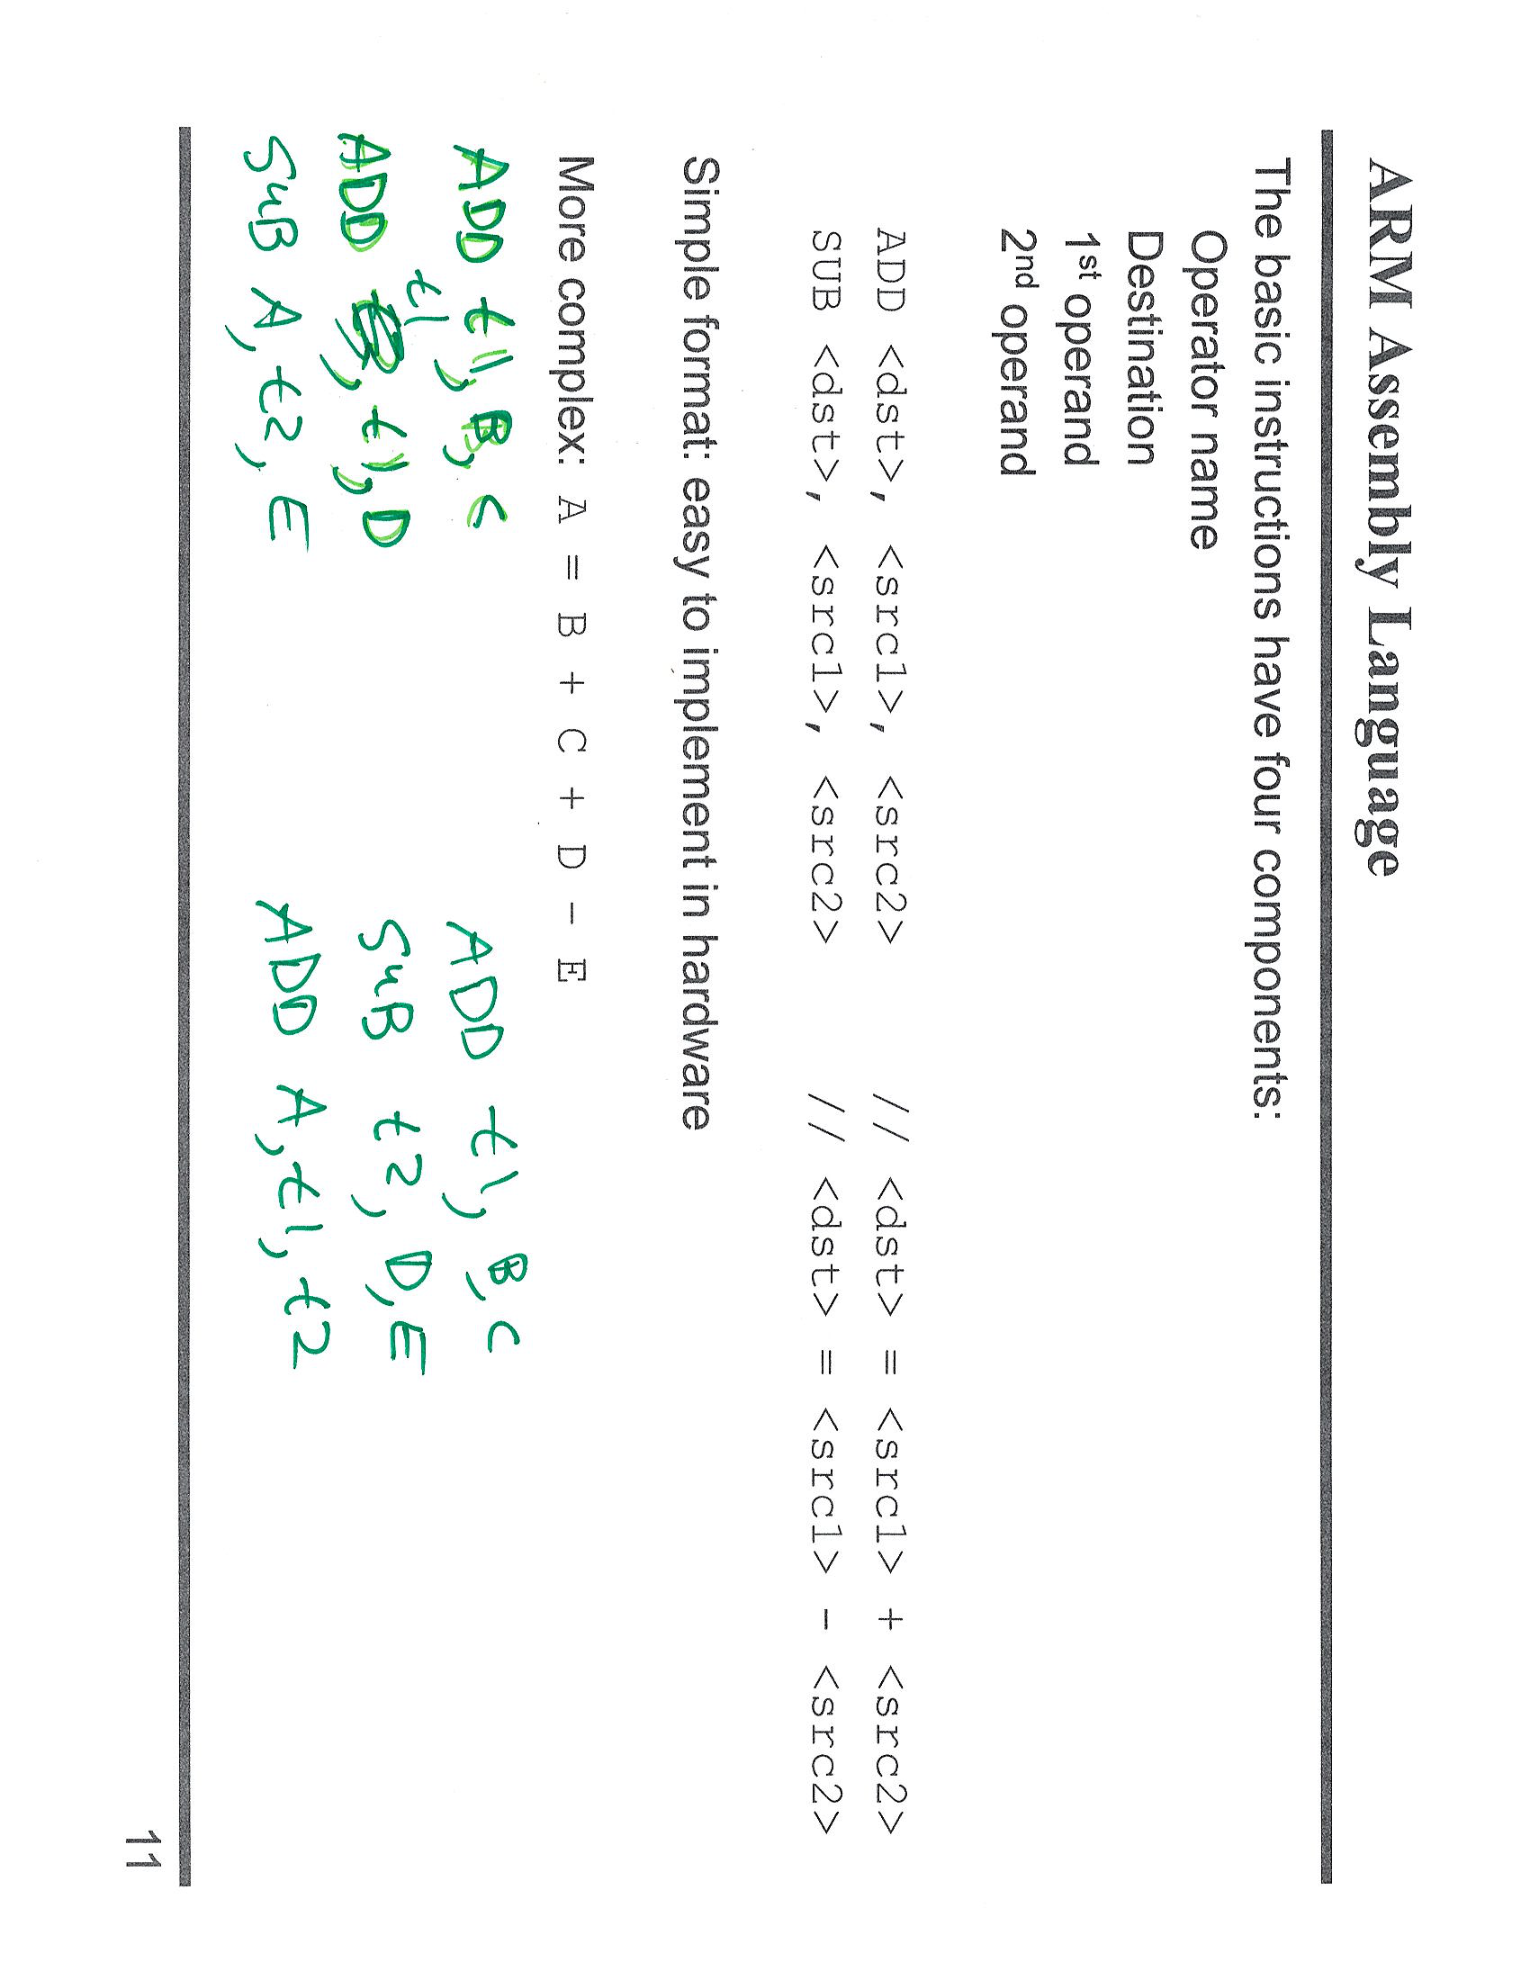 ARM Assembly Language
The basic instructions have four components:
Operator name
Destination
1st operand
2nd operand
ADD <dst>, <src1>, <src2> // <dst> = <src1> + <src2>
SUB <dst>, <src1>, <src2> // <dst> = <src1> - <src2>
Simple format: easy to implement in hardware
More complex: A = B + C + D - E
ADD t1, B, C
t1
ADD , t1, D
SUB A, t2, E
ADD t1, B, C
SUB t2, D, E
ADD A, t1, t2
11